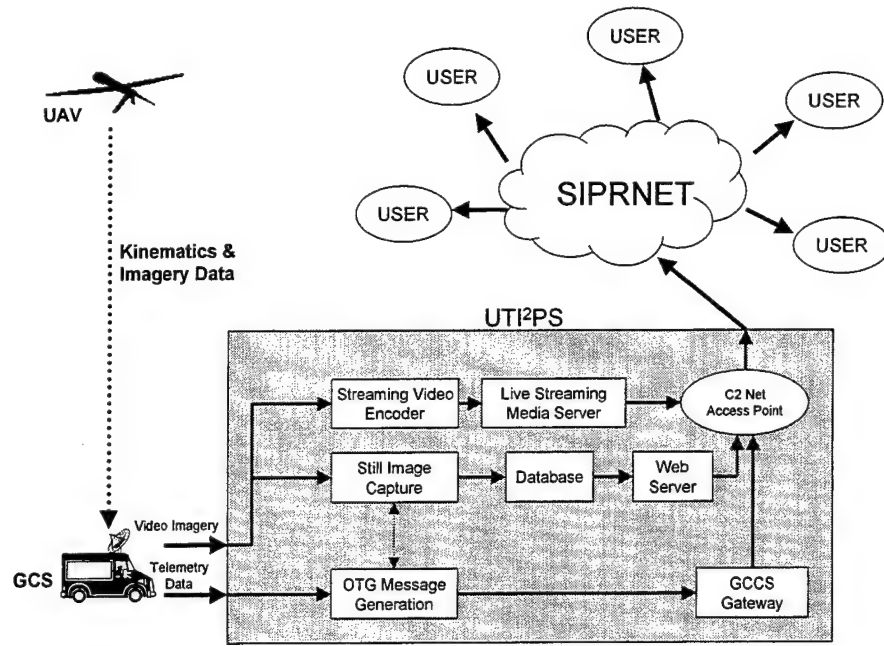 USER
USER
USER
UAV
SIPRNET
USER
USER
Kinematics &
Imagery Data
UTI²PS
Streaming Video
Encoder
Live Streaming
Media Server
C2 Net
Access Point
Still Image
Capture
Database
Web
Server
Video Imagery
GCS
Telemetry
Data
OTG Message
Generation
GCCS
Gateway